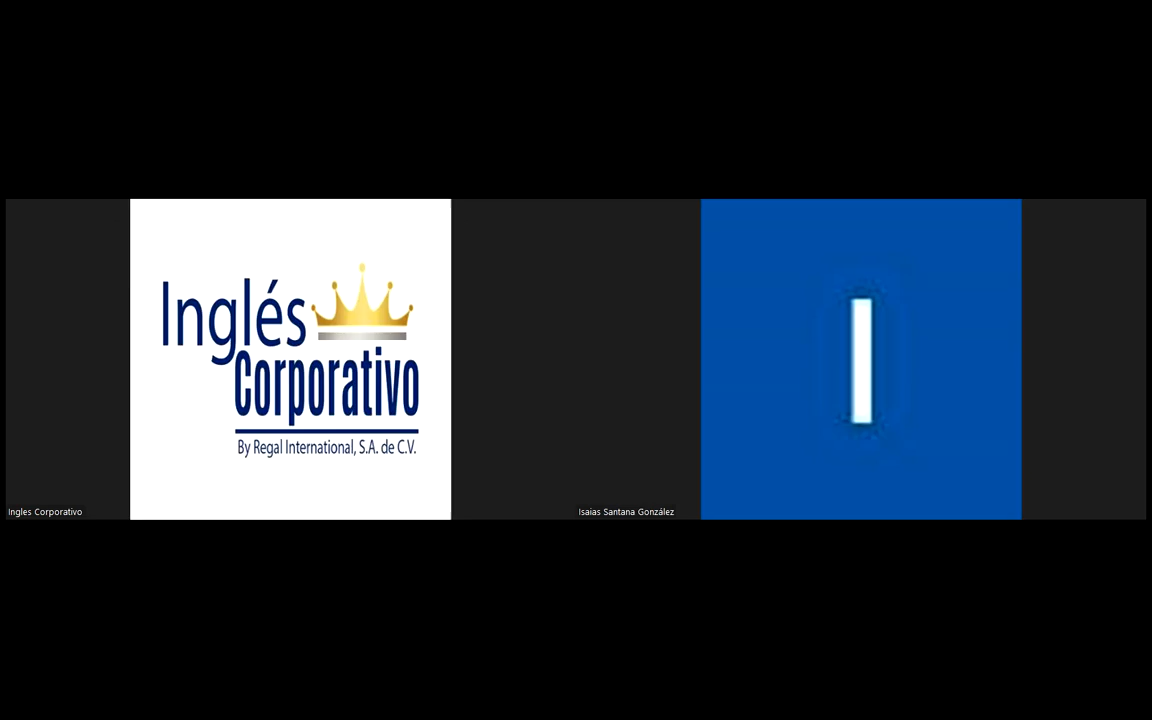 Inglés
Corporativo
By Regal International, S.A. de C.V.
Ingles Corporativo
I
Isaias Santana González